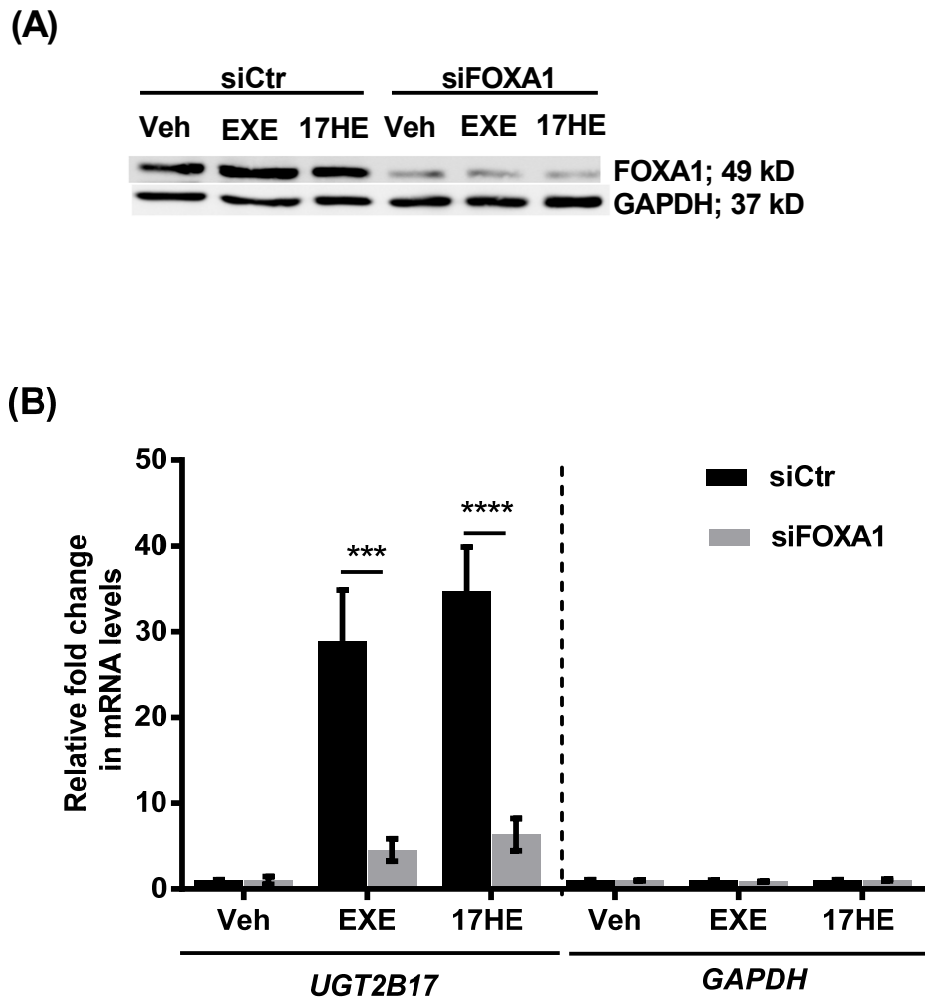 (A)
siCtr siFOXA1
Veh EXE 17HE Veh EXE 17HE
FOXA1; 49 kD
GAPDH; 37 kD
(B)
Relative fold change
in mRNA levels
50
40
30
20
10
0
***
****
siCtr
siFOXA1
Veh EXE 17HE Veh EXE 17HE
UGT2B17 GAPDH